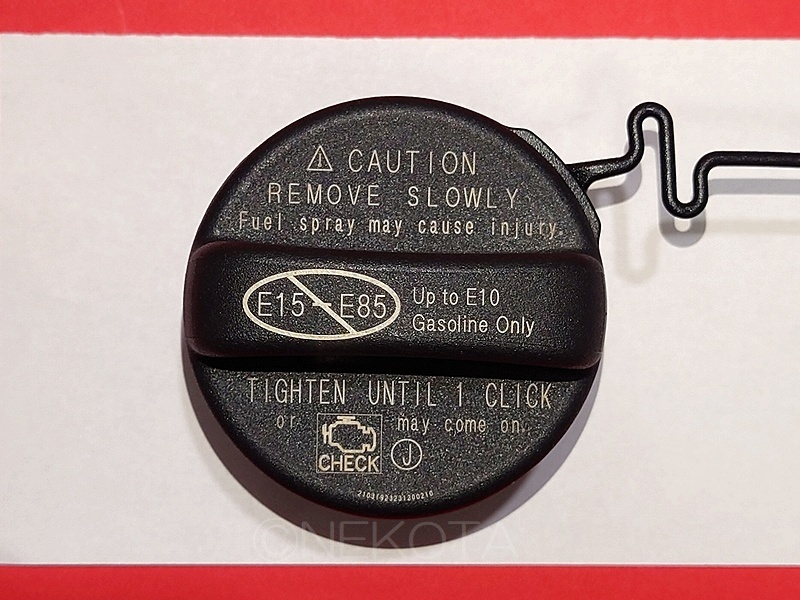 ⚠ CAUTION
REMOVE SLOWLY
Fuel spray may cause injury.
E15-E85
Up to E10
Gasoline Only
TIGHTEN UNTIL 1 CLICK
or CHECK may come on.
J
©NEKOTA